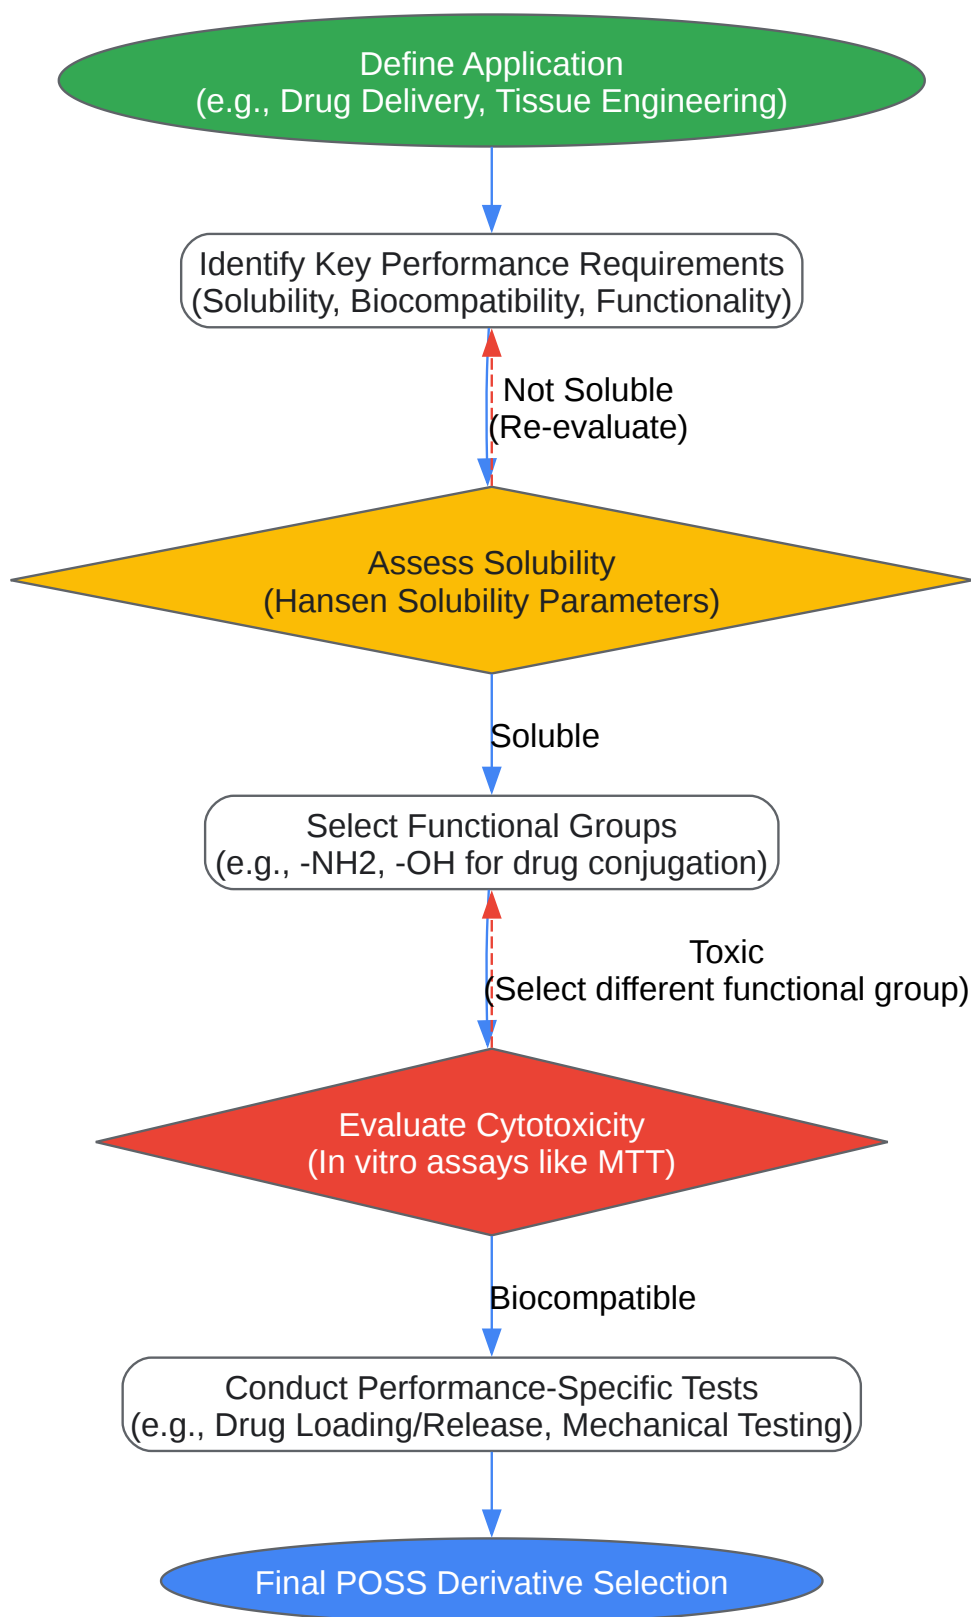 Define Application
(e.g., Drug Delivery, Tissue Engineering)
Identify Key Performance Requirements
(Solubility, Biocompatibility, Functionality)
Not Soluble
(Re-evaluate)
Assess Solubility
(Hansen Solubility Parameters)
Soluble
Select Functional Groups
(e.g., -NH2, -OH for drug conjugation)
Toxic
(Select different functional group)
Evaluate Cytotoxicity
(In vitro assays like MTT)
Biocompatible
Conduct Performance-Specific Tests
(e.g., Drug Loading/Release, Mechanical Testing)
Final POSS Derivative Selection